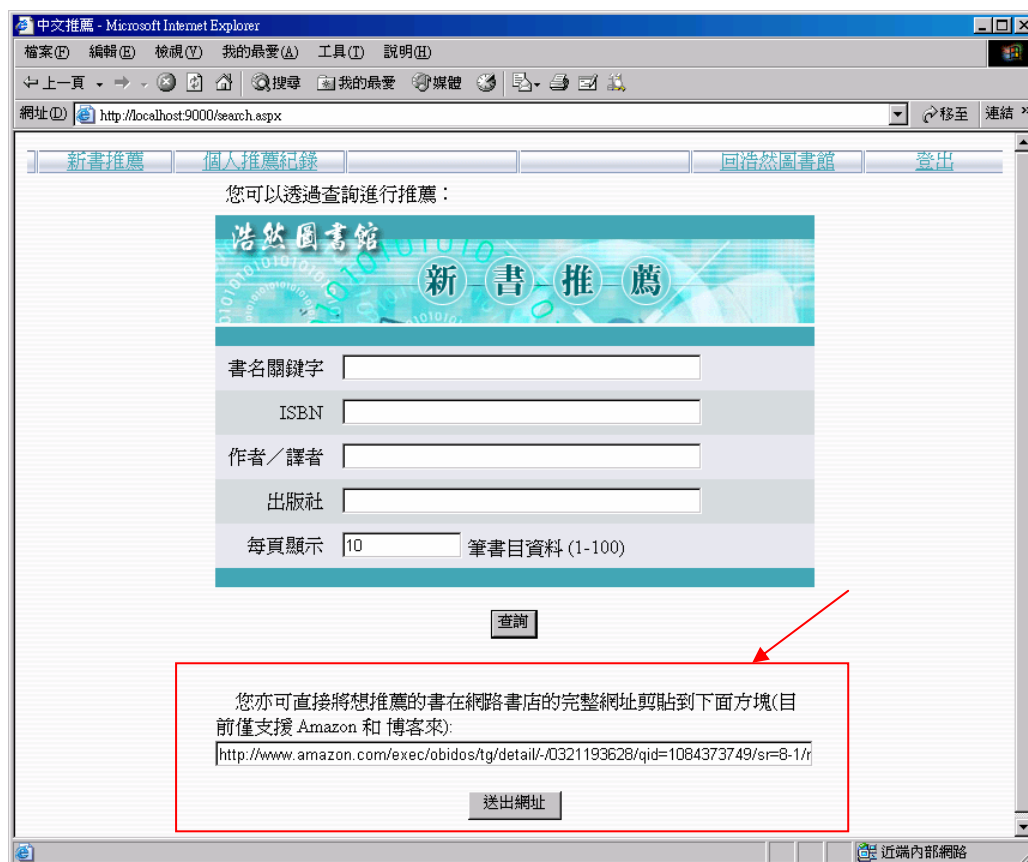 中文推薦 - Microsoft Internet Explorer
檔案(F) 編輯(E) 檢視(V) 我的最愛(A) 工具(T) 說明(H)
上一頁 搜尋 我的最愛 媒體
網址(D) http://localhost:9000/search.aspx 移至 連結 »
新書推薦 個人推薦紀錄 回浩然圖書館 登出
您可以透過查詢進行推薦：
浩然圖書館
新書推薦
書名關鍵字
ISBN
作者／譯者
出版社
每頁顯示 10 筆書目資料 (1-100)
查詢
您亦可直接將想推薦的書在網路書店的完整網址剪貼到下面方塊(目
前僅支援 Amazon 和 博客來):
http://www.amazon.com/exec/obidos/tg/detail/-/0321193628/qid=1084373749/sr=8-1/r
送出網址
近端內部網路